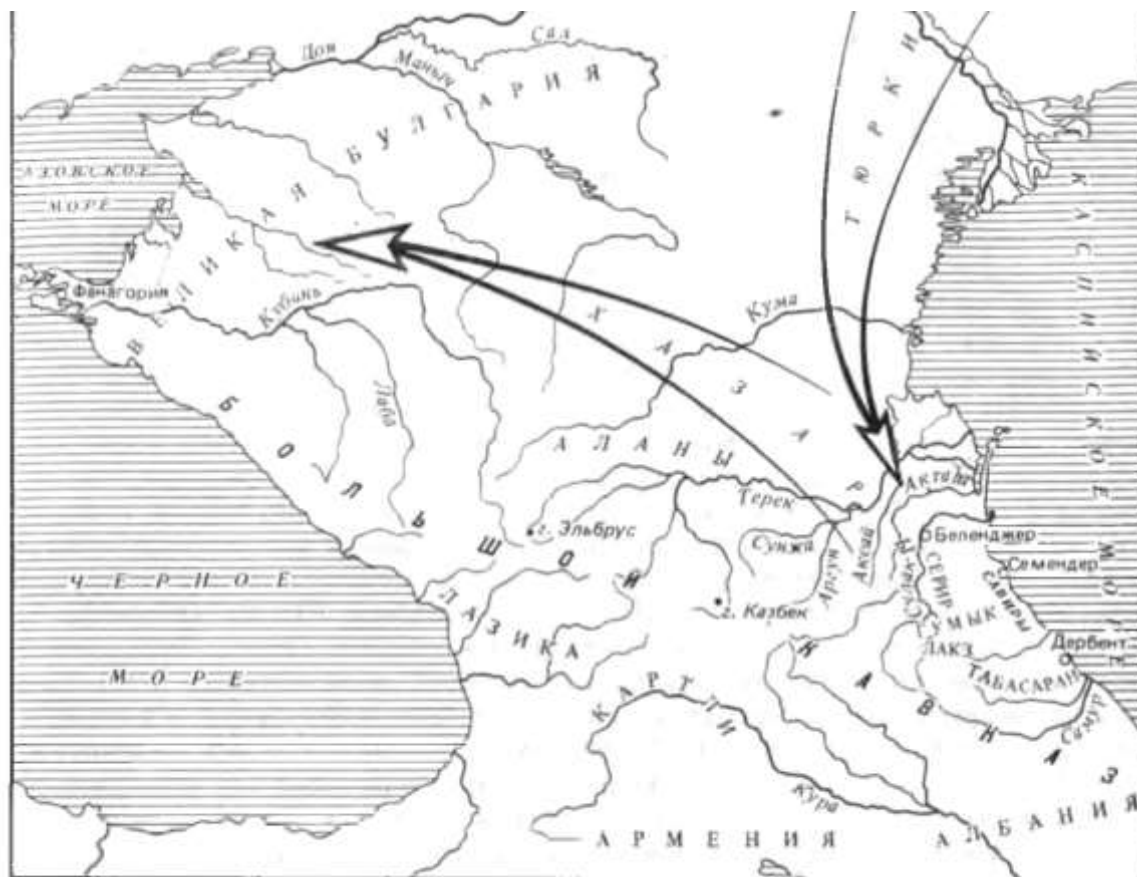 Дон
Сал
Маныч
БУЛГАРИЯ
ВЕЛИКАЯ
ТЮРКИ
АЗОВСКОЕ
МОРЕ
КАСПИЙСКОЕ
МОРЕ
Фанагория
Кубань
Лаба
Кума
ХАЗАРЫ
АЛАНЫ
Терек
Акташ
Сунжа
Аргун
Аксай
Сулак
Беленджер
Семендер
САВИРЫ
СЕРИР
ГУМЫК
ЛАКЗ
Дербент
ТАБАСАРАН
Самур
г. Эльбрус
г. Казбек
БОЛЬШОЙ
КАВКАЗ
ЧЕРНОЕ
МОРЕ
ЛАЗИКА
КАРТЛИ
Кура
АРМЕНИЯ
АЛБАНИЯ